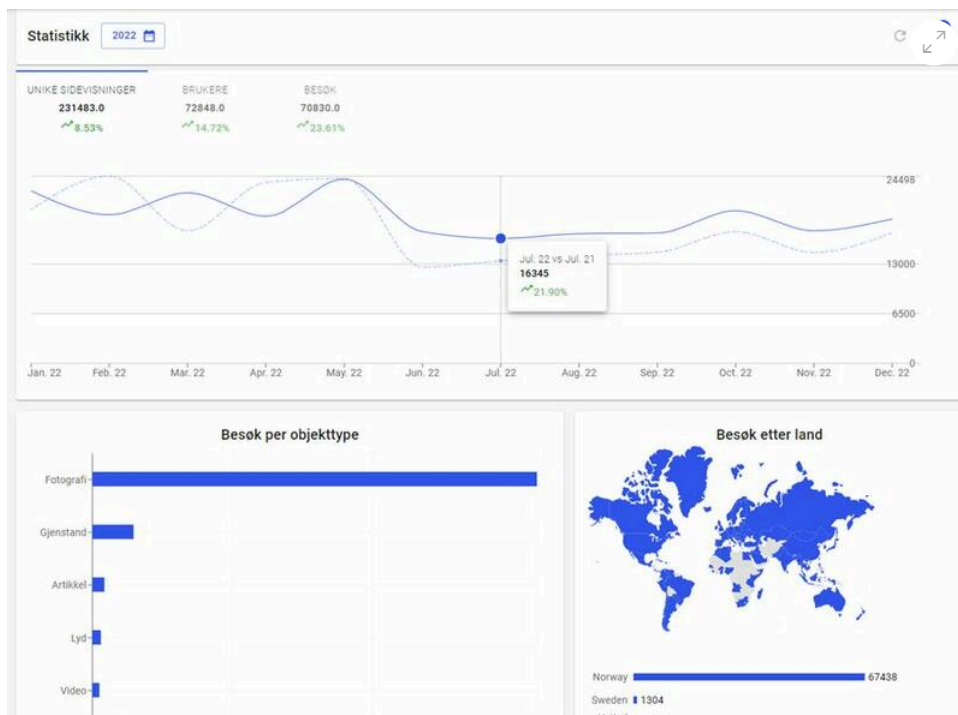 Statistikk 2022
UNIKE SIDEVISNINGER BRUKERE BESØK
231483.0 72848.0 70830.0
8.53% 14.72% 23.61%
24498
Jul. 22 vs Jul. 21
13000
16345
21.90%
6500
0
Jan. 22 Feb. 22 Mar. 22 Apr. 22 May. 22 Jun. 22 Jul. 22 Aug. 22 Sep. 22 Oct. 22 Nov. 22 Dec. 22
Besøk per objekttype
Fotografi
Gjenstand
Artikkel
Lyd
Video
Besøk etter land
Norway 67438
Sweden 1304